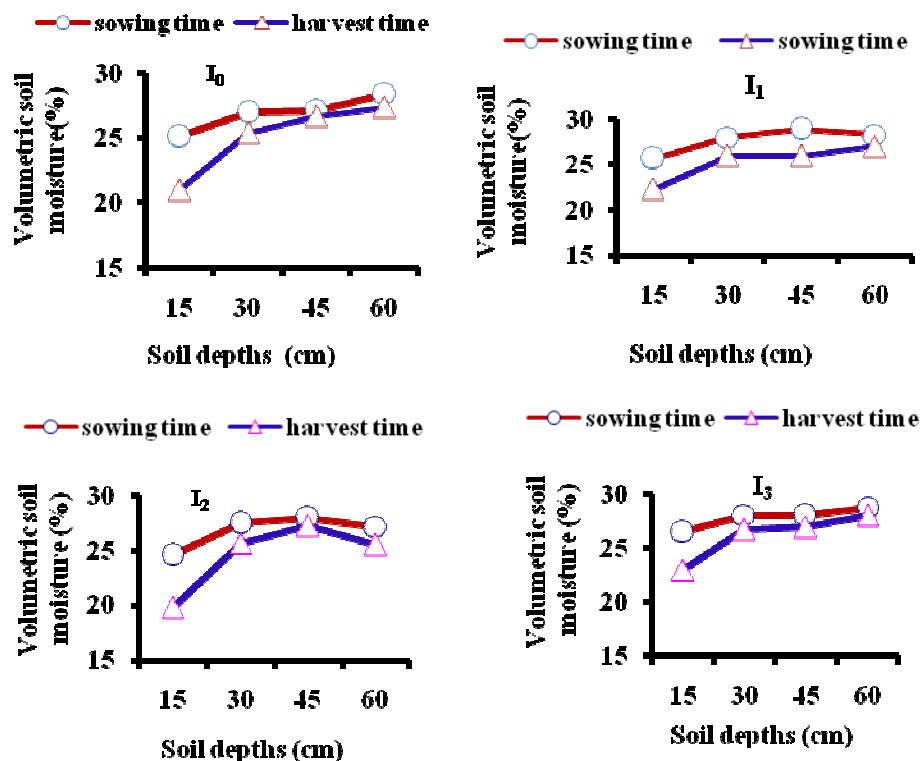 sowing time harvest time
I0
Volumetric soil
moisture(%)
30
25
20
15
15 30 45 60
Soil depths (cm)
sowing time sowing time
I1
Volumetric soil
moisture(%)
30
25
20
15
15 30 45 60
Soil depths (cm)
sowing time harvest time
I2
Volumetric soil
moisture (%)
30
25
20
15
15 30 45 60
Soil depths (cm)
sowing time harvest time
I3
Volumetric soil
moisture (%)
30
25
20
15
15 30 45 60
Soil depths (cm)